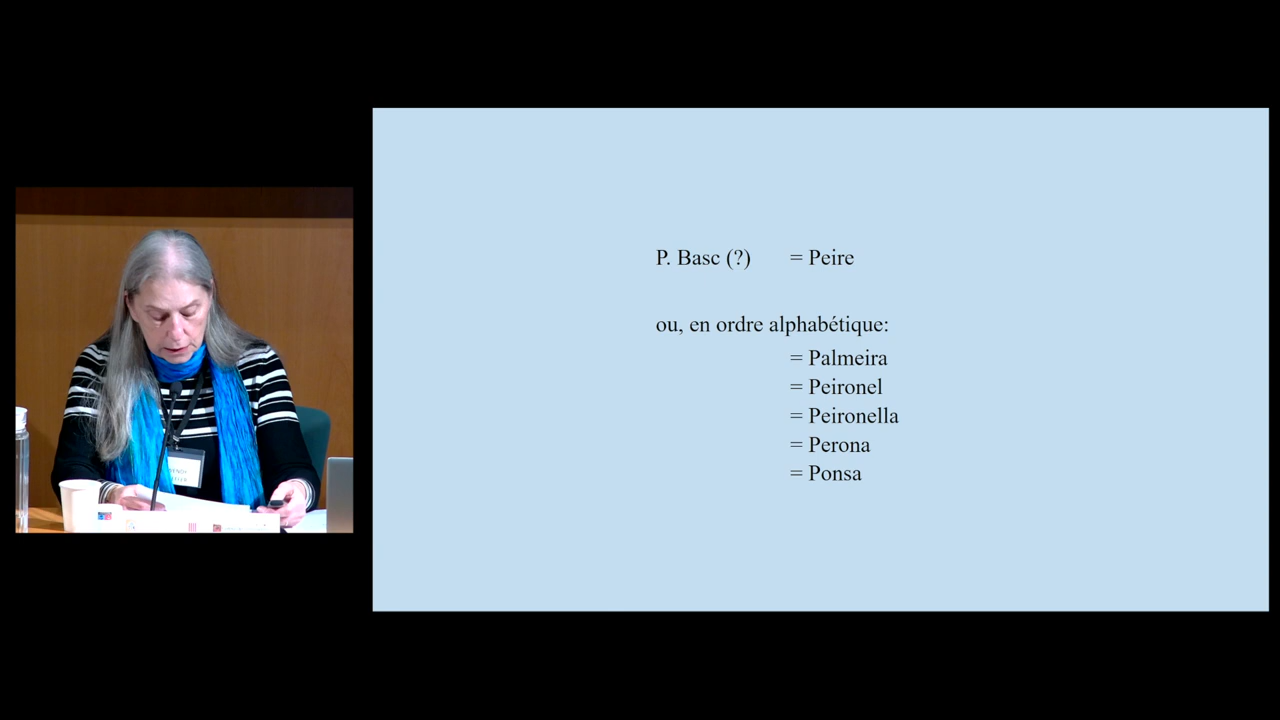 P. Basc (?) = Peire
ou, en ordre alphabétique:
= Palmeira
= Peironel
= Peironella
= Perona
= Ponsa